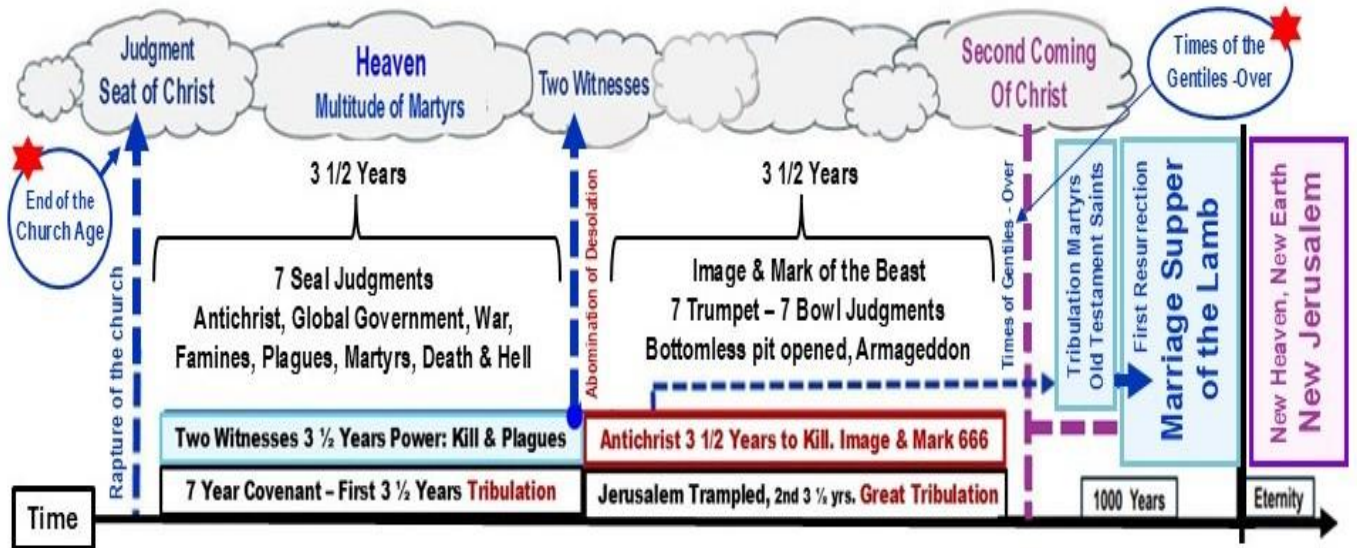 Judgment
Seat of Christ
Heaven
Multitude of Martyrs
Two Witnesses
Second Coming
Of Christ
Times of the
Gentiles -Over
End of the
Church Age
Rapture of the church
3 1/2 Years
7 Seal Judgments
Antichrist, Global Government, War,
Famines, Plagues, Martyrs, Death & Hell
Abomination of Desolation
3 1/2 Years
Image & Mark of the Beast
7 Trumpet – 7 Bowl Judgments
Bottomless pit opened, Armageddon
Times of Gentiles - Over
Tribulation Martyrs
Old Testament Saints
First Resurrection
Marriage Supper
of the Lamb
New Heaven, New Earth
New Jerusalem
Two Witnesses 3 ½ Years Power: Kill & Plagues
Antichrist 3 1/2 Years to Kill. Image & Mark 666
7 Year Covenant – First 3 ½ Years Tribulation
Jerusalem Trampled, 2nd 3 ½ yrs. Great Tribulation
1000 Years
Eternity
Time